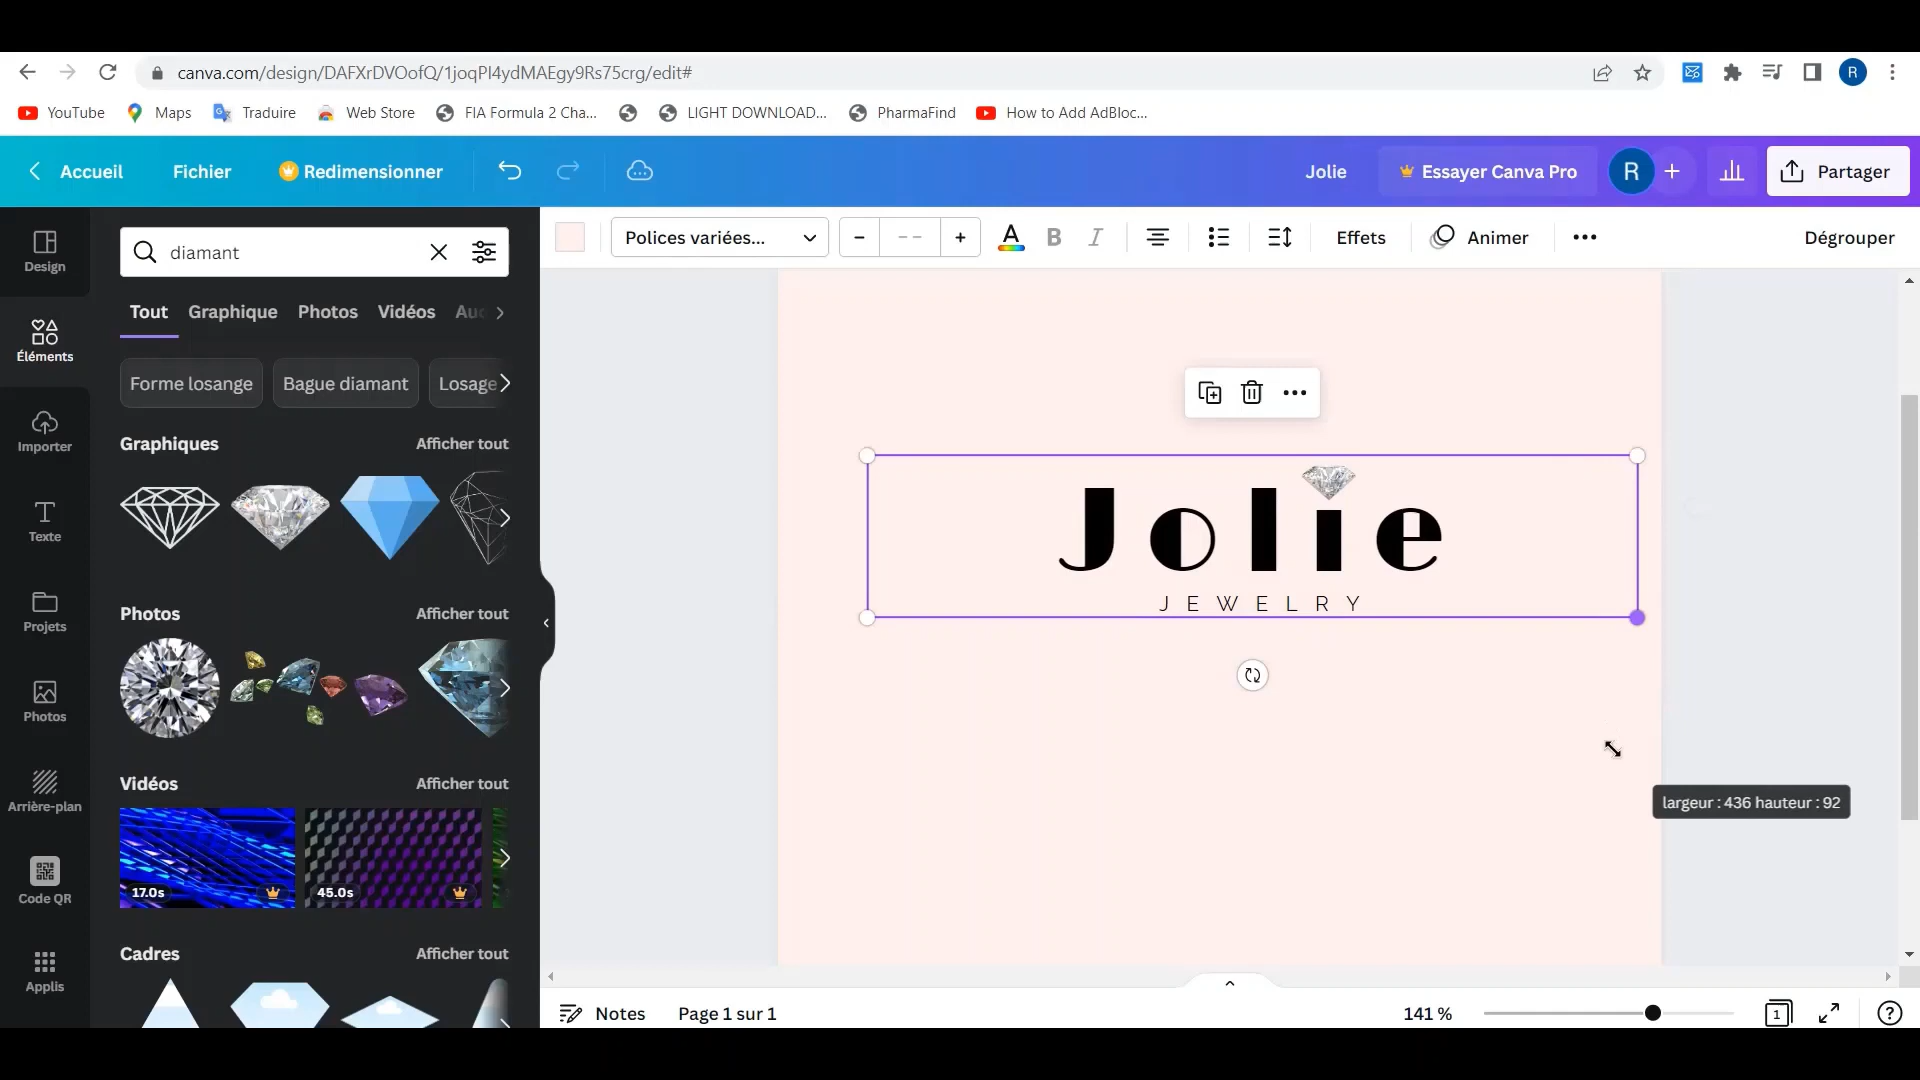 canva.com/design/DAFXrDVOofQ/1joqPI4ydMAEgy9Rs75crg/edit#
R
YouTube Maps Traduire Web Store FIA Formula 2 Cha... LIGHT DOWNLOAD... PharmaFind How to Add AdBloc...
Accueil Fichier Redimensionner Jolie Essayer Canva Pro R + Partager
diamant Polices variées... – -- + A B I Effets Animer Dégrouper
Design
Tout Graphique Photos Vidéos Auc
Éléments
Forme losange Bague diamant Losage
Graphiques Afficher tout
Importer
Texte
Photos Afficher tout
Projets
Photos
Vidéos Afficher tout
Arrière-plan
17.0s 45.0s
Code QR
Cadres Afficher tout
Applis
Jolie
JEWELRY
largeur : 436 hauteur : 92
Notes Page 1 sur 1 141 % 1 ?